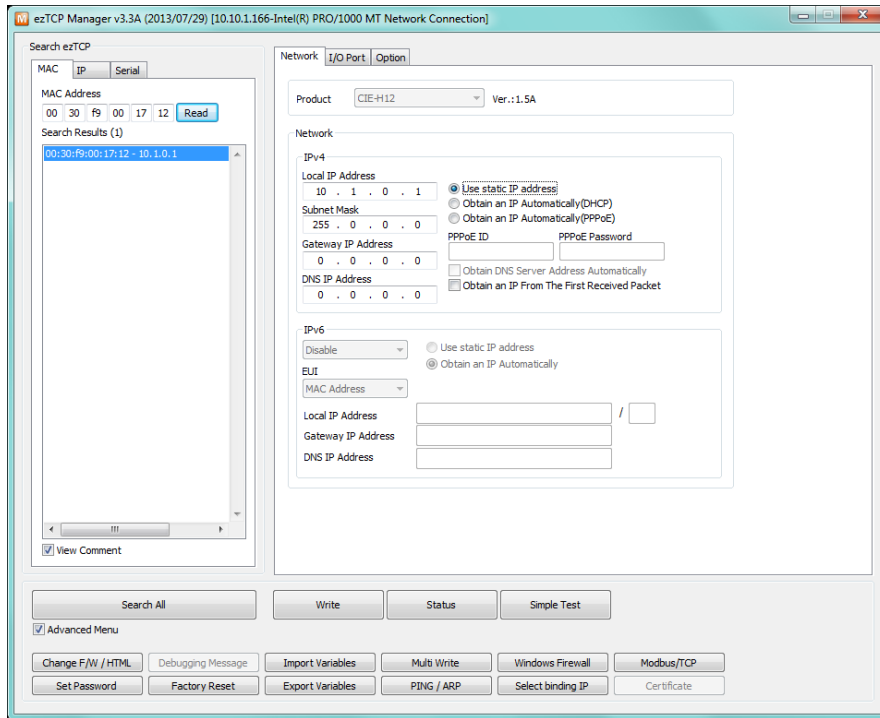 ezTCP Manager v3.3A (2013/07/29) [10.10.1.166-Intel(R) PRO/1000 MT Network Connection]
Search ezTCP
MAC IP Serial
MAC Address
00 30 f9 00 17 12 Read
Search Results (1)
00:30:f9:00:17:12 - 10.1.0.1
View Comment
Network I/O Port Option
Product CIE-H12 Ver.:1.5A
Network
IPv4
Local IP Address
10 . 1 . 0 . 1
Subnet Mask
255 . 0 . 0 . 0
Gateway IP Address
0 . 0 . 0 . 0
DNS IP Address
0 . 0 . 0 . 0
Use static IP address
Obtain an IP Automatically(DHCP)
Obtain an IP Automatically(PPPoE)
PPPoE ID PPPoE Password
Obtain DNS Server Address Automatically
Obtain an IP From The First Received Packet
IPv6
Disable
Use static IP address
Obtain an IP Automatically
EUI
MAC Address
Local IP Address /
Gateway IP Address
DNS IP Address
Search All Write Status Simple Test
Advanced Menu
Change F/W / HTML Debugging Message Import Variables Multi Write Windows Firewall Modbus/TCP
Set Password Factory Reset Export Variables PING / ARP Select binding IP Certificate